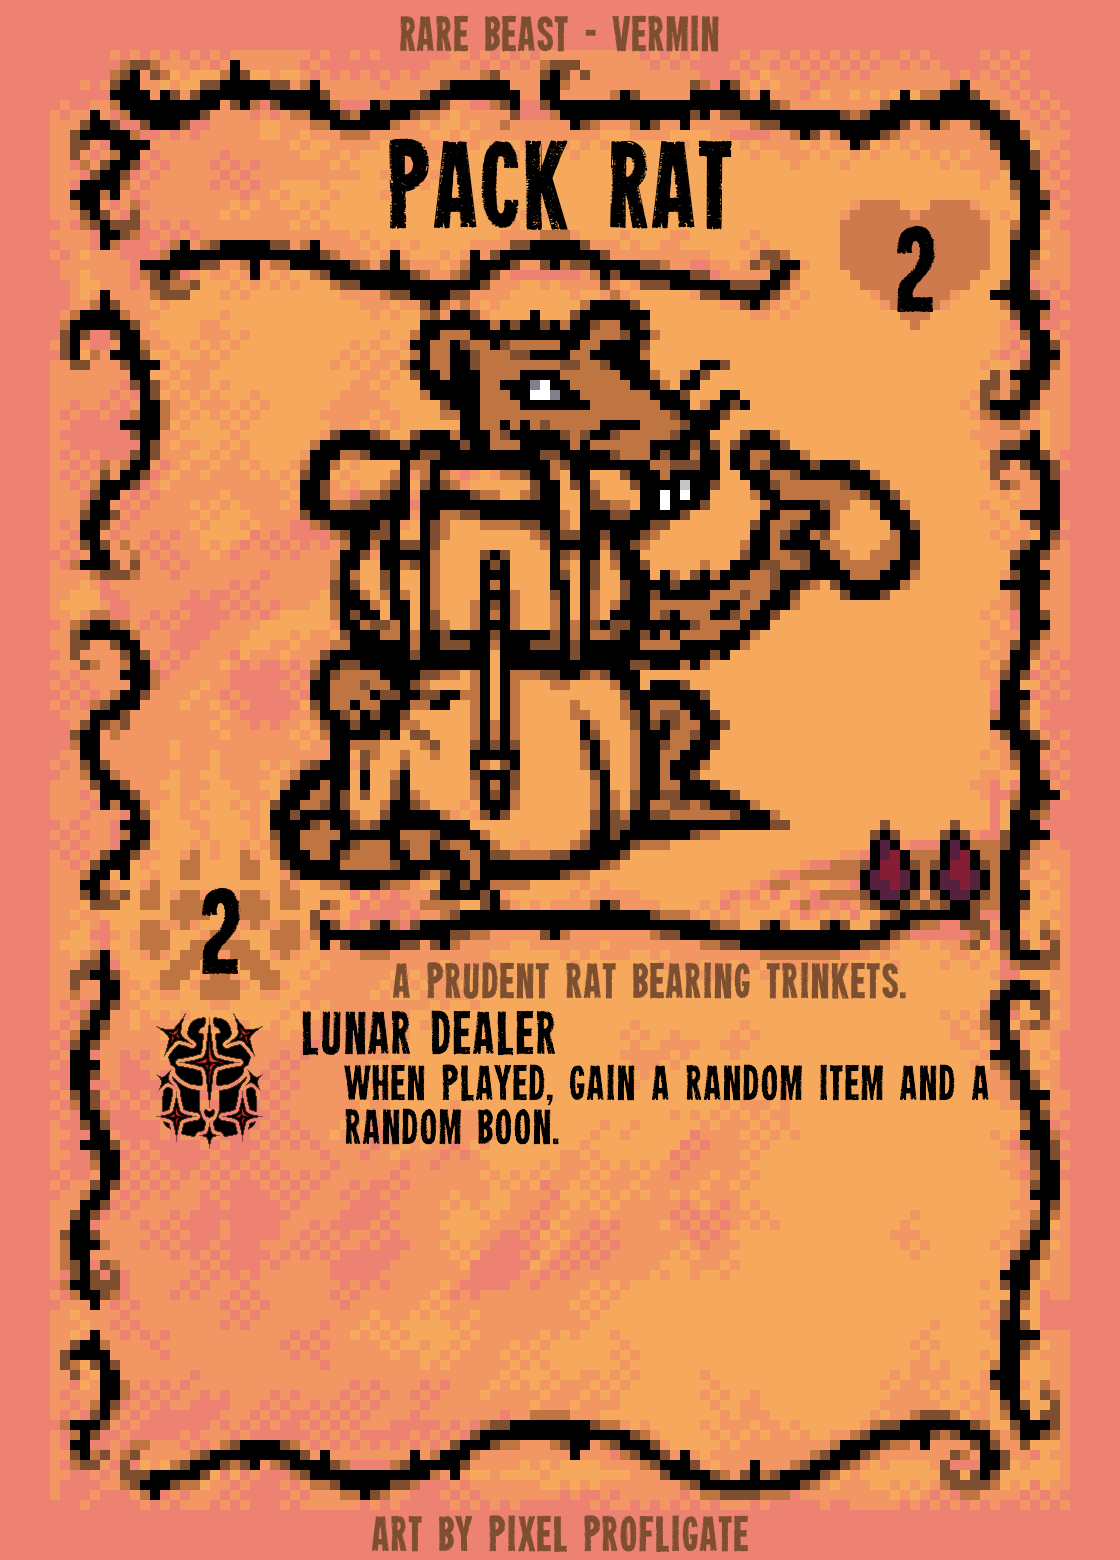 RARE BEAST - VERMIN
PACK RAT
2
2
A PRUDENT RAT BEARING TRINKETS.
LUNAR DEALER
WHEN PLAYED, GAIN A RANDOM ITEM AND A
RANDOM BOON.
ART BY PIXEL PROFLIGATE